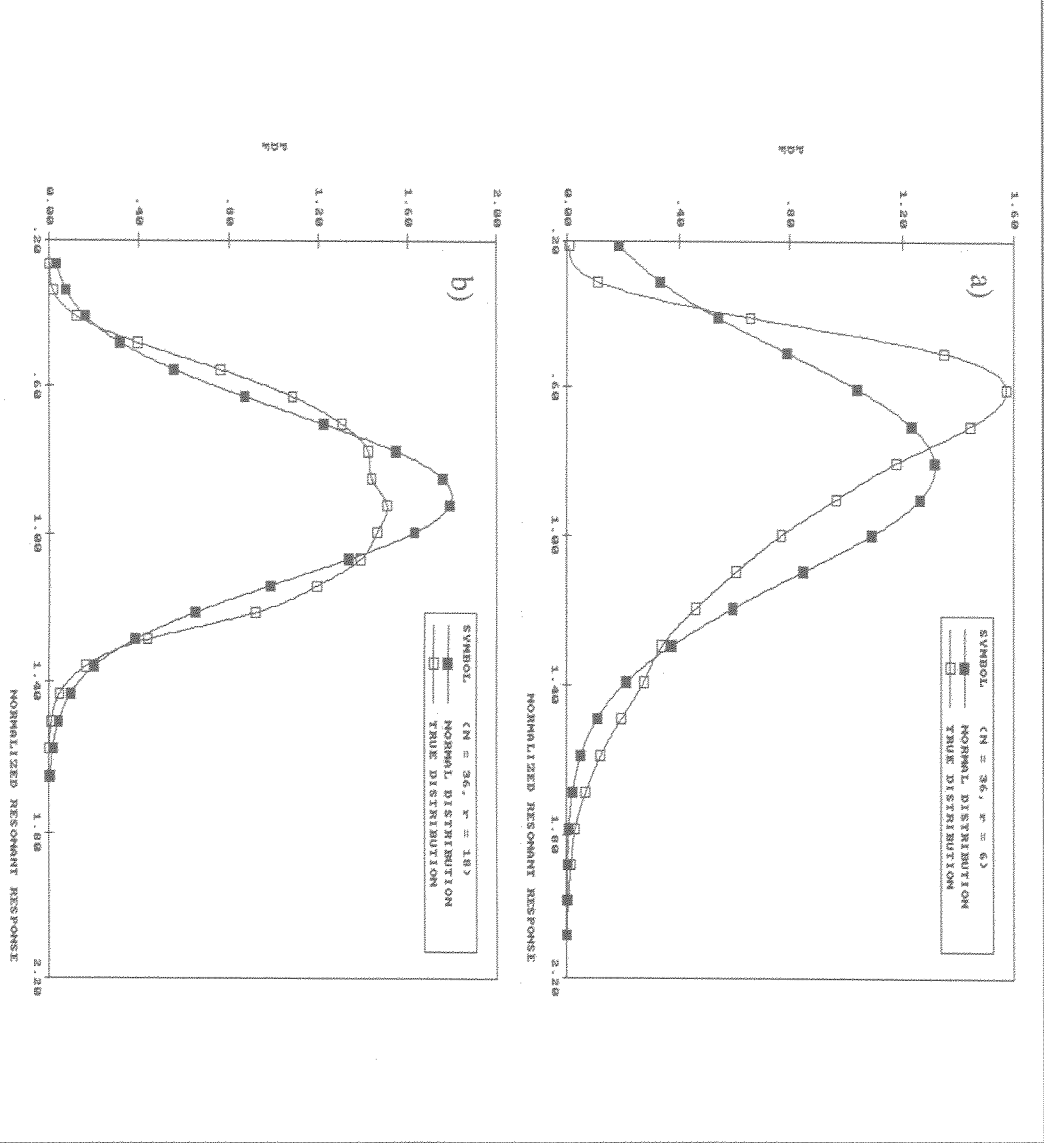 a)
SYMBOL (N = 36, r = 6)
NORMAL DISTRIBUTION
TRUE DISTRIBUTION
PDF
1.60
1.20
.80
.40
0.00
.20 .60 1.00 1.40 1.80 2.20
NORMALIZED RESONANT RESPONSE
b)
SYMBOL (N = 36, r = 18)
NORMAL DISTRIBUTION
TRUE DISTRIBUTION
PDF
2.00
1.60
1.20
.80
.40
0.00
.20 .60 1.00 1.40 1.80 2.20
NORMALIZED RESONANT RESPONSE